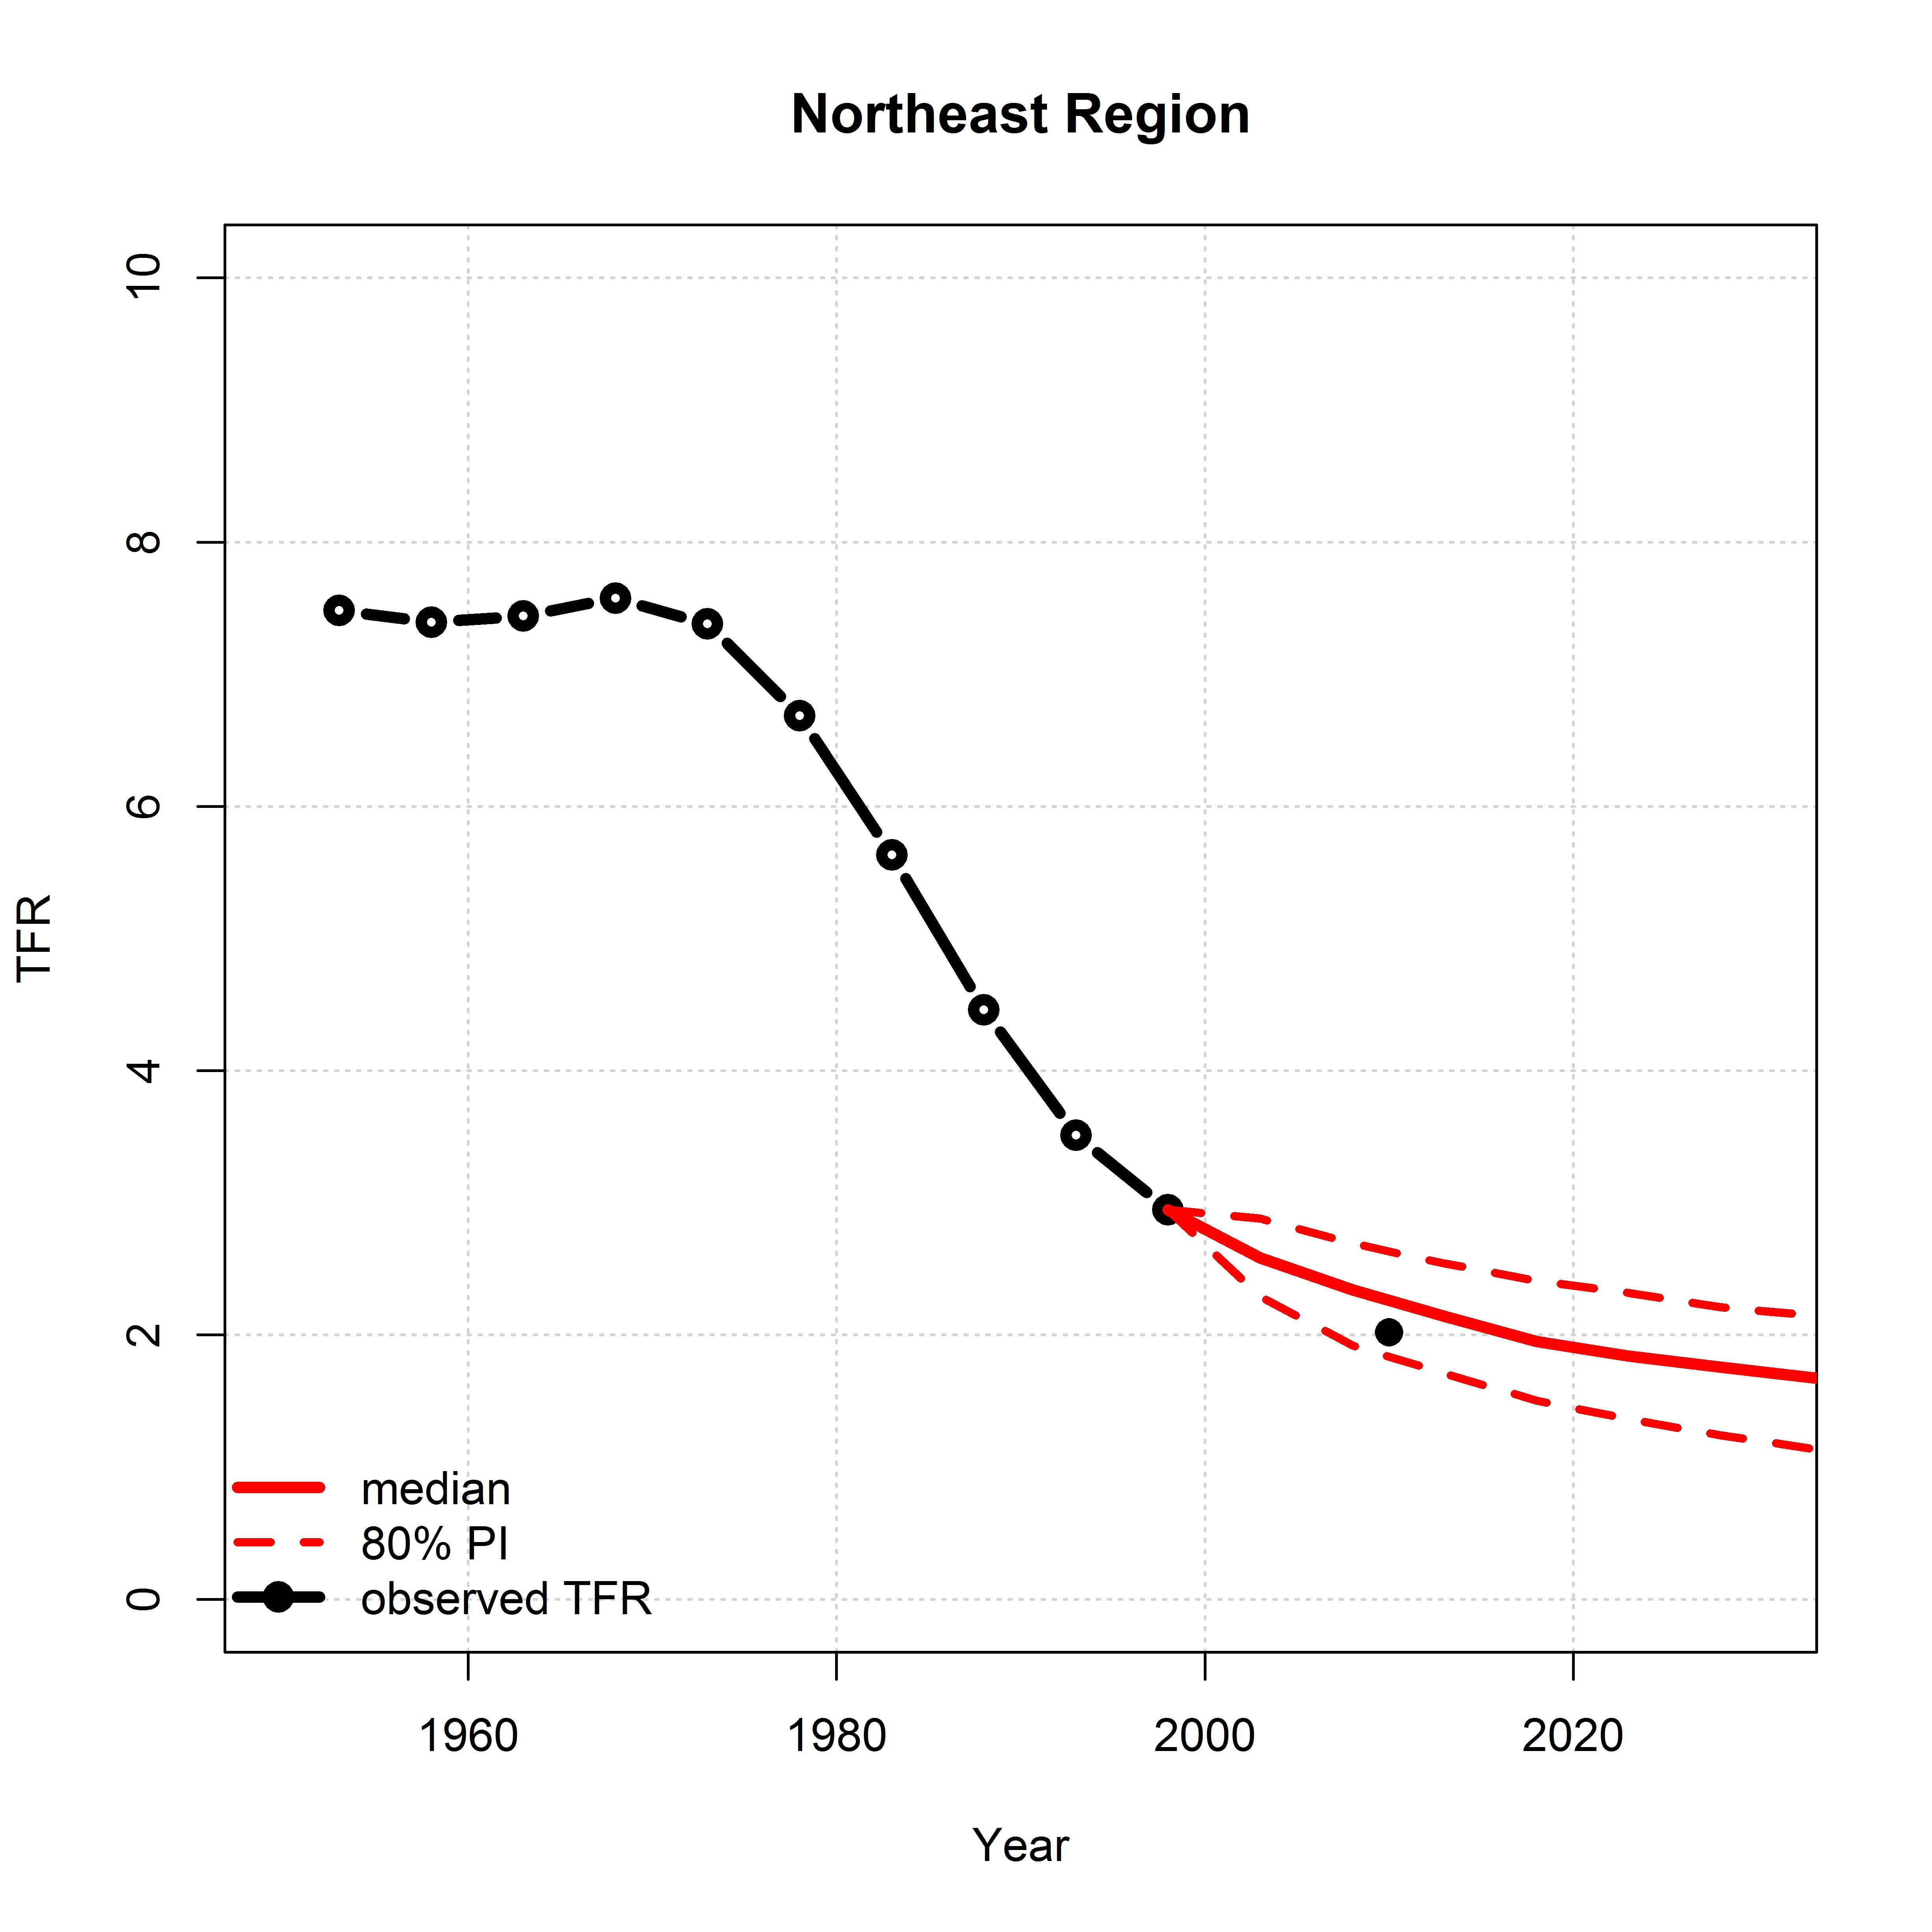 Northeast Region
10
8
6
4
2
0
TFR
median
80% PI
observed TFR
1960 1980 2000 2020
Year